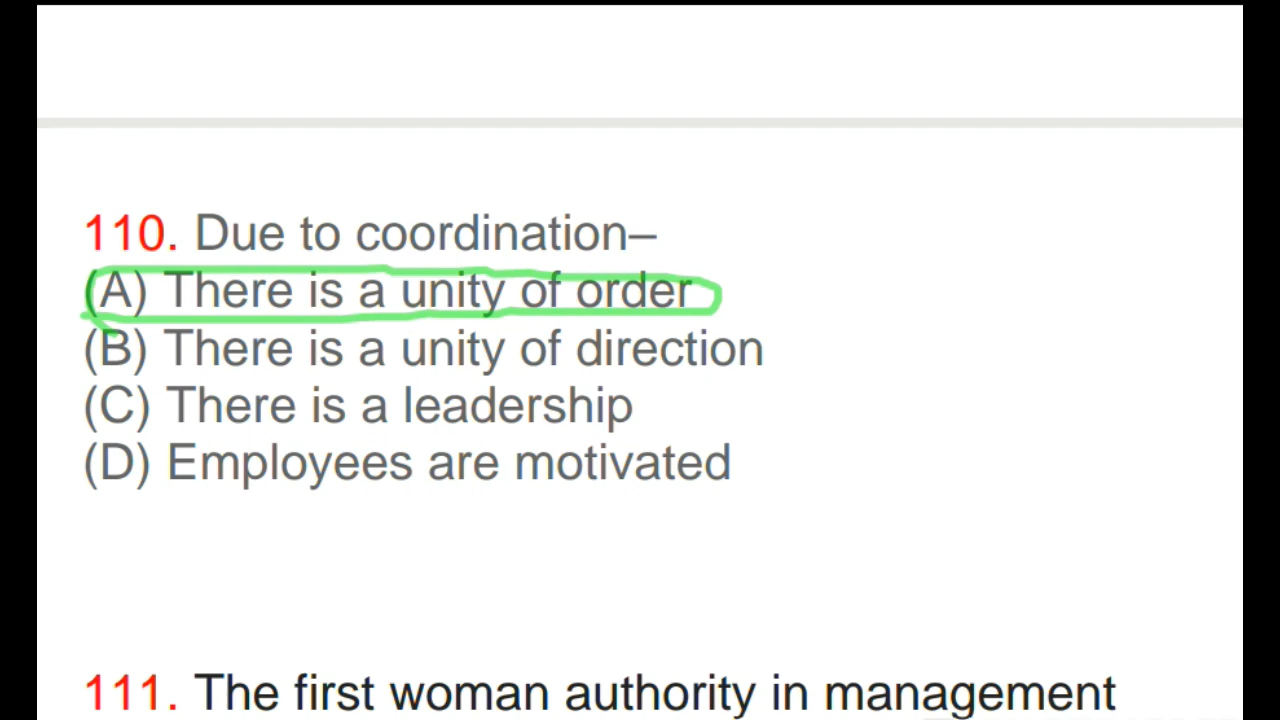 110. Due to coordination–
(A) There is a unity of order
(B) There is a unity of direction
(C) There is a leadership
(D) Employees are motivated
111. The first woman authority in management